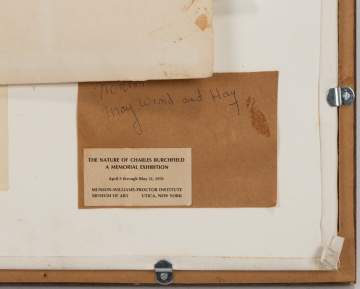 May Wind and Hay
THE NATURE OF CHARLES BURCHFIELD
A MEMORIAL EXHIBITION
April 9 through May 31, 1970
MUNSON-WILLIAMS-PROCTOR INSTITUTE
MUSEUM OF ART UTICA, NEW YORK